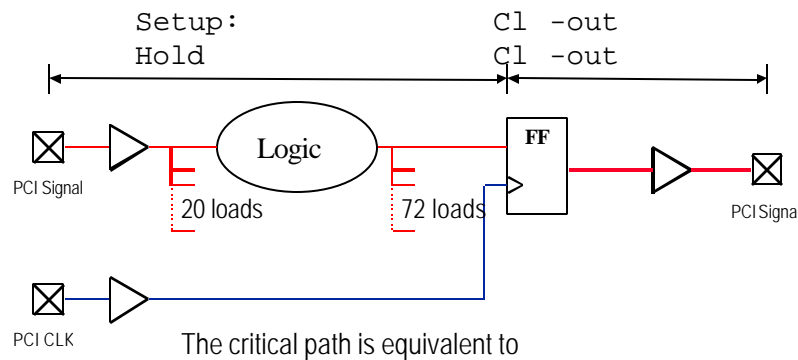 Setup: Cl -out
Hold Cl -out
Logic
FF
PCI Signal
20 loads
72 loads
PCI Signa
PCI CLK
The critical path is equivalent to